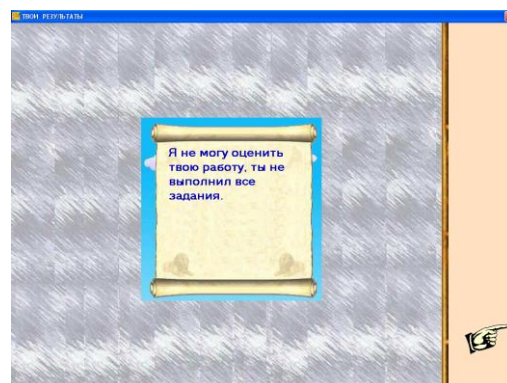 ТВОИ РЕЗУЛЬТАТЫ
Я не могу оценить
твою работу, ты не
выполнил все
задания.